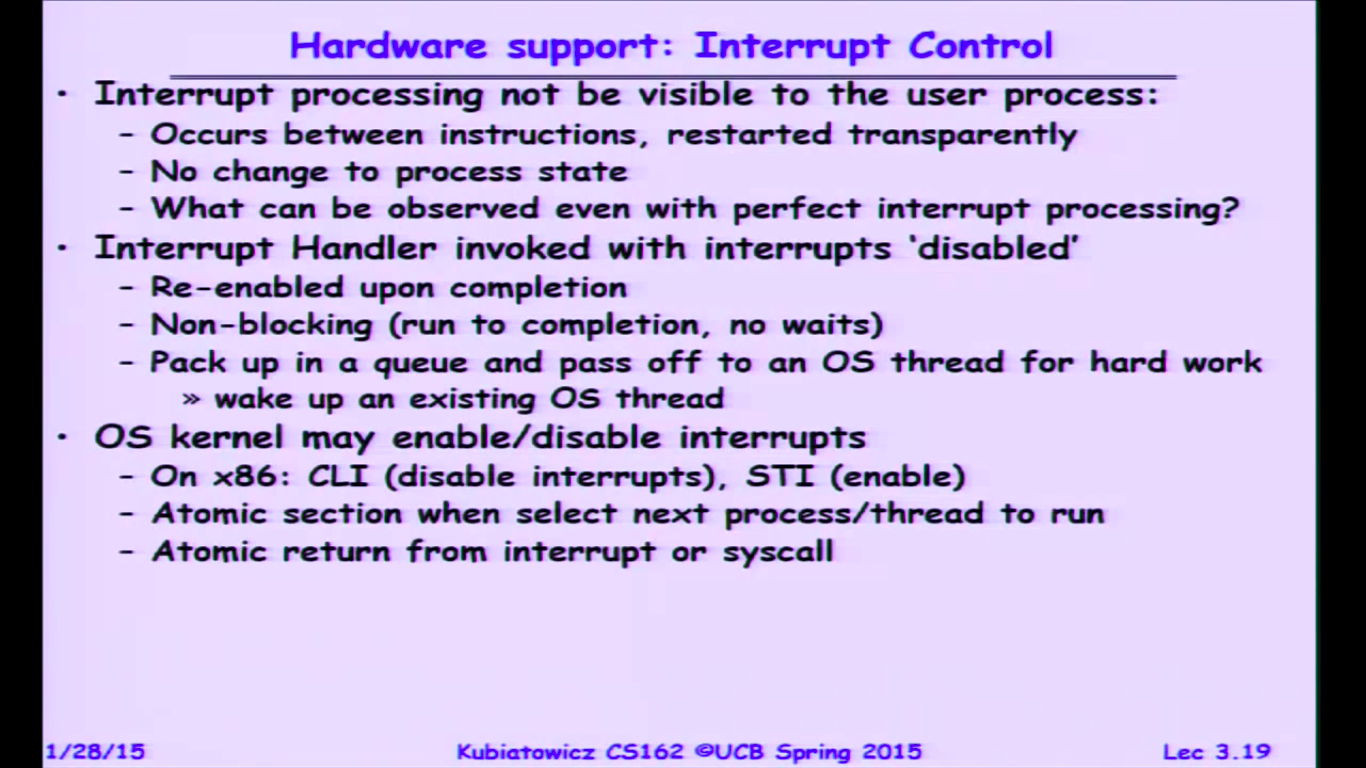 Hardware support: Interrupt Control
• Interrupt processing not be visible to the user process:
– Occurs between instructions, restarted transparently
– No change to process state
– What can be observed even with perfect interrupt processing?
• Interrupt Handler invoked with interrupts ‘disabled’
– Re-enabled upon completion
– Non-blocking (run to completion, no waits)
– Pack up in a queue and pass off to an OS thread for hard work
» wake up an existing OS thread
• OS kernel may enable/disable interrupts
– On x86: CLI (disable interrupts), STI (enable)
– Atomic section when select next process/thread to run
– Atomic return from interrupt or syscall
1/28/15 Kubiatowicz CS162 ©UCB Spring 2015 Lec 3.19